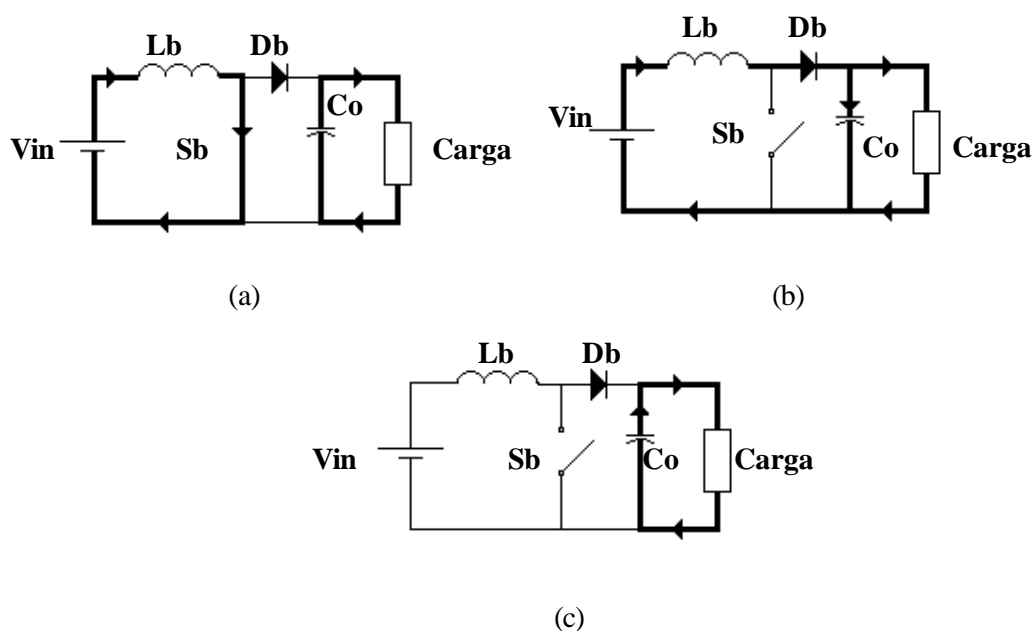 Lb Db
Vin Sb Co Carga
(a)
Lb Db
Vin Sb Co Carga
(b)
Lb Db
Vin Sb Co Carga
(c)